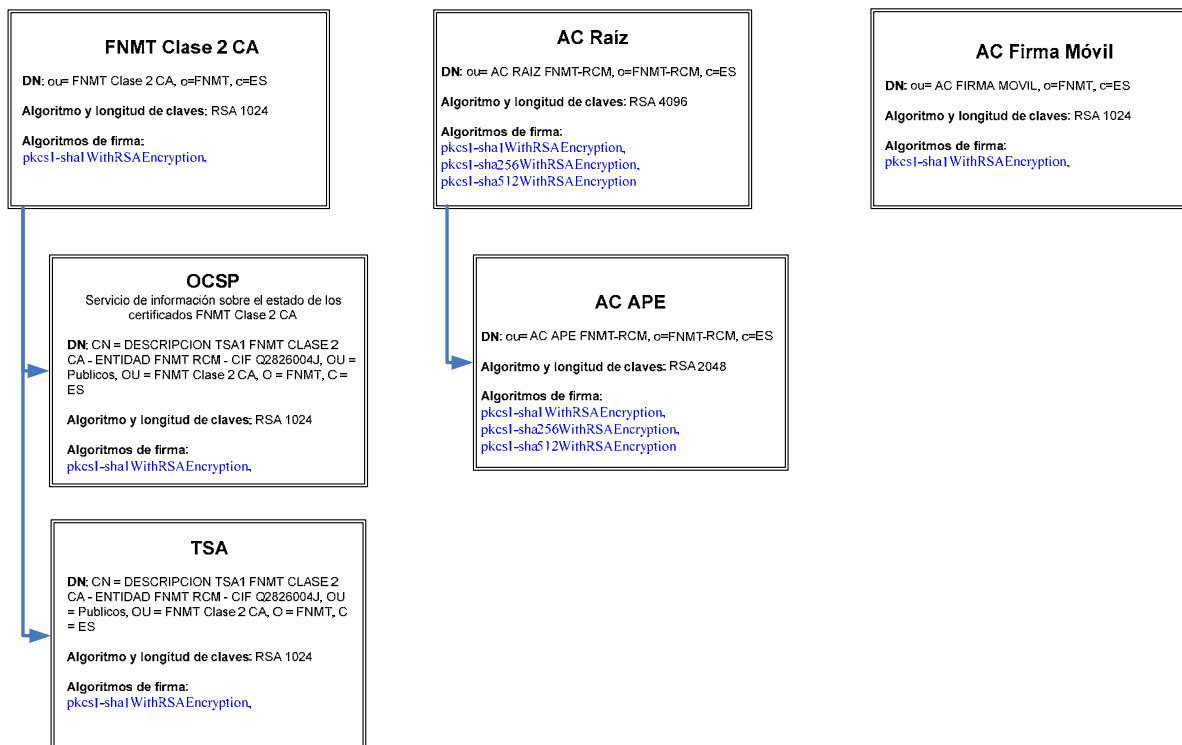 FNMT Clase 2 CA
DN: ou= FNMT Clase 2 CA, o=FNMT, c=ES
Algoritmo y longitud de claves: RSA 1024
Algoritmos de firma:
pkcs1-sha1WithRSAEncryption,
AC Raíz
DN: ou= AC RAIZ FNMT-RCM, o=FNMT-RCM, c=ES
Algoritmo y longitud de claves: RSA 4096
Algoritmos de firma:
pkcs1-sha1WithRSAEncryption,
pkcs1-sha256WithRSAEncryption,
pkcs1-sha512WithRSAEncryption
AC Firma Móvil
DN: ou= AC FIRMA MOVIL, o=FNMT, c=ES
Algoritmo y longitud de claves: RSA 1024
Algoritmos de firma:
pkcs1-sha1WithRSAEncryption,
OCSP
Servicio de información sobre el estado de los
certificados FNMT Clase 2 CA
DN: CN = DESCRIPCION TSA1 FNMT CLASE 2
CA - ENTIDAD FNMT RCM - CIF Q2826004J, OU =
Publicos, OU = FNMT Clase 2 CA, O = FNMT, C =
ES
Algoritmo y longitud de claves: RSA 1024
Algoritmos de firma:
pkcs1-sha1WithRSAEncryption,
AC APE
DN: ou= AC APE FNMT-RCM, o=FNMT-RCM, c=ES
Algoritmo y longitud de claves: RSA 2048
Algoritmos de firma:
pkcs1-sha1WithRSAEncryption,
pkcs1-sha256WithRSAEncryption,
pkcs1-sha512WithRSAEncryption
TSA
DN: CN = DESCRIPCION TSA1 FNMT CLASE 2
CA - ENTIDAD FNMT RCM - CIF Q2826004J, OU
= Publicos, OU = FNMT Clase 2 CA, O = FNMT, C
= ES
Algoritmo y longitud de claves: RSA 1024
Algoritmos de firma:
pkcs1-sha1WithRSAEncryption,